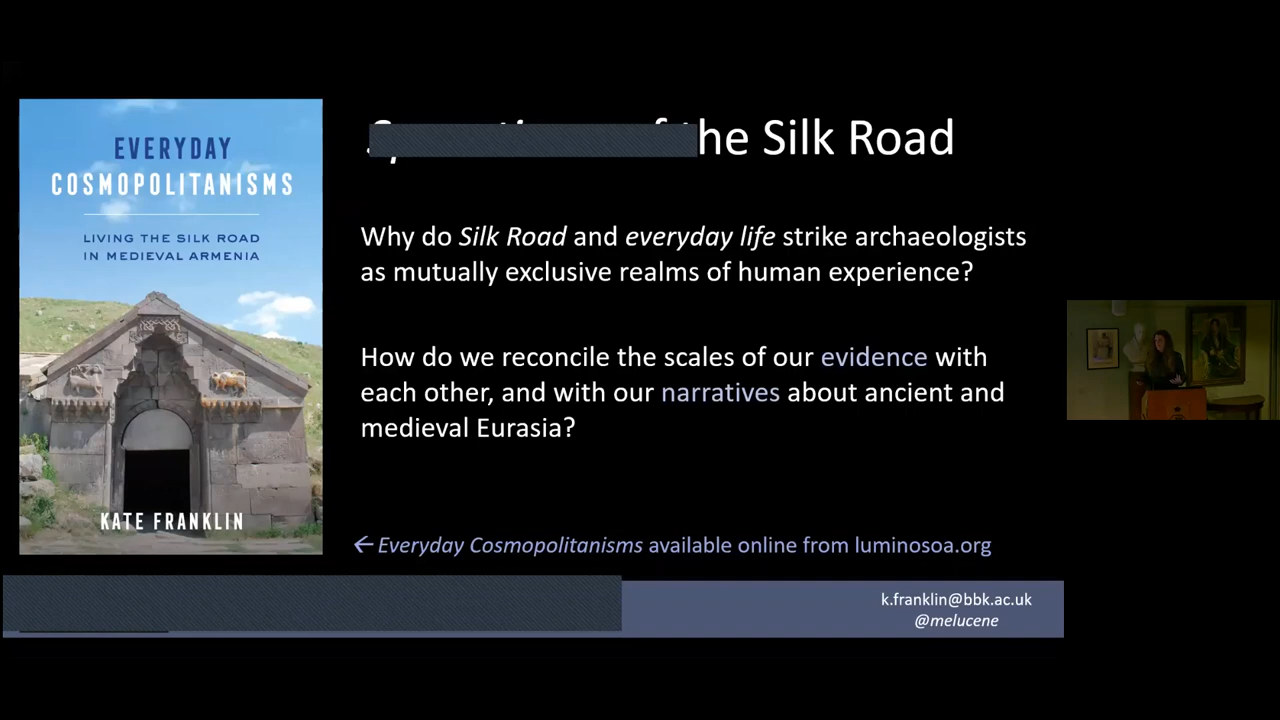 the Silk Road
EVERYDAY
COSMOPOLITANISMS
LIVING THE SILK ROAD
IN MEDIEVAL ARMENIA
KATE FRANKLIN
Why do Silk Road and everyday life strike archaeologists
as mutually exclusive realms of human experience?
How do we reconcile the scales of our evidence with
each other, and with our narratives about ancient and
medieval Eurasia?
← Everyday Cosmopolitanisms available online from luminosoa.org
k.franklin@bbk.ac.uk
@melucene